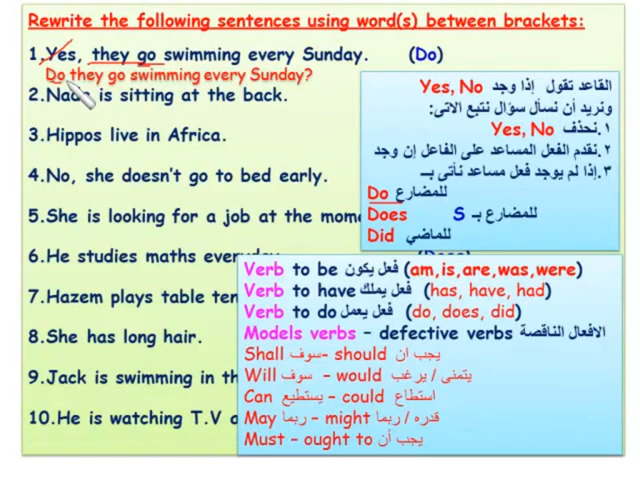 Rewrite the following sentences using word(s) between brackets:
1.Yes, they go swimming every Sunday. (Do)
Do they go swimming every Sunday?
2.Nada is sitting at the back.
3.Hippos live in Africa.
4.No, she doesn't go to bed early.
5.She is looking for a job at the mome
6.He studies maths everyday
7.Hazem plays table ten
8.She has long hair.
9.Jack is swimming in th
10.He is watching T.V
القاعد تقول إذا وجد Yes, No
ونريد أن نسأل سؤال نتبع الاتى:
١.نحذف Yes, No
٢.نقدم الفعل المساعد على الفاعل إن وجد
٣.إذا لم يوجد فعل مساعد نأتى بـ
Do للمضارع
Does للمضارع بـ S
Did للماضي
Verb to be فعل يكون (am,is,are,was,were)
Verb to have فعل يملك (has, have, had)
Verb to do فعل يعمل (do, does, did)
Models verbs – defective verbs الافعال الناقصة
Shall سوف – should يجب ان
Will سوف – would يتمنى / يرغب
Can يستطيع – could استطاع
May ربما – might ربما / قدره
Must – ought to يجب أن